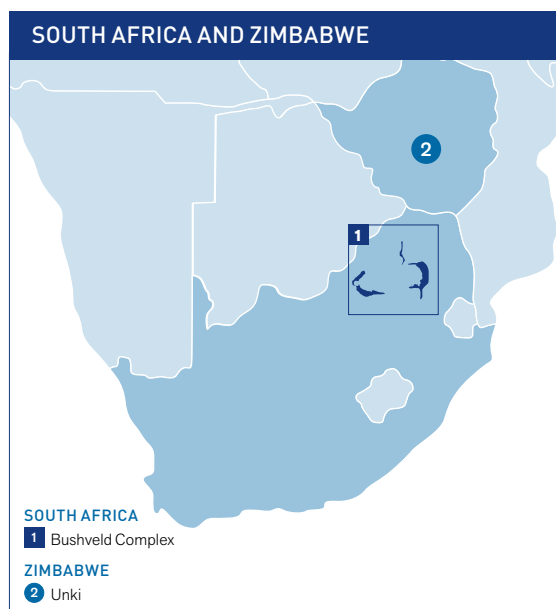 SOUTH AFRICA AND ZIMBABWE
2
1
SOUTH AFRICA
1 Bushveld Complex
ZIMBABWE
2 Unki